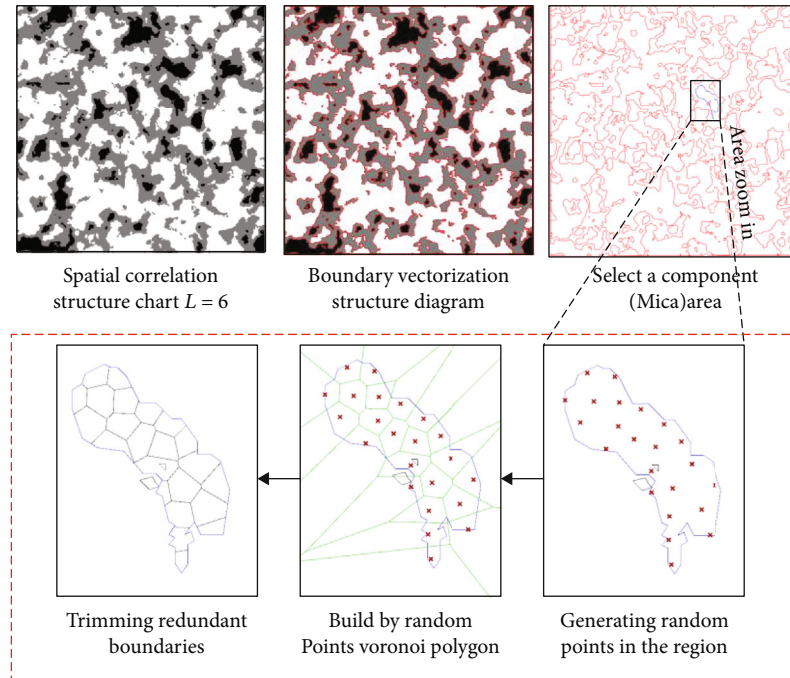 Spatial correlation
structure chart L = 6
Boundary vectorization
structure diagram
Select a component
(Mica)area
Area zoom in
Trimming redundant
boundaries
Build by random
Points voronoi polygon
Generating random
points in the region